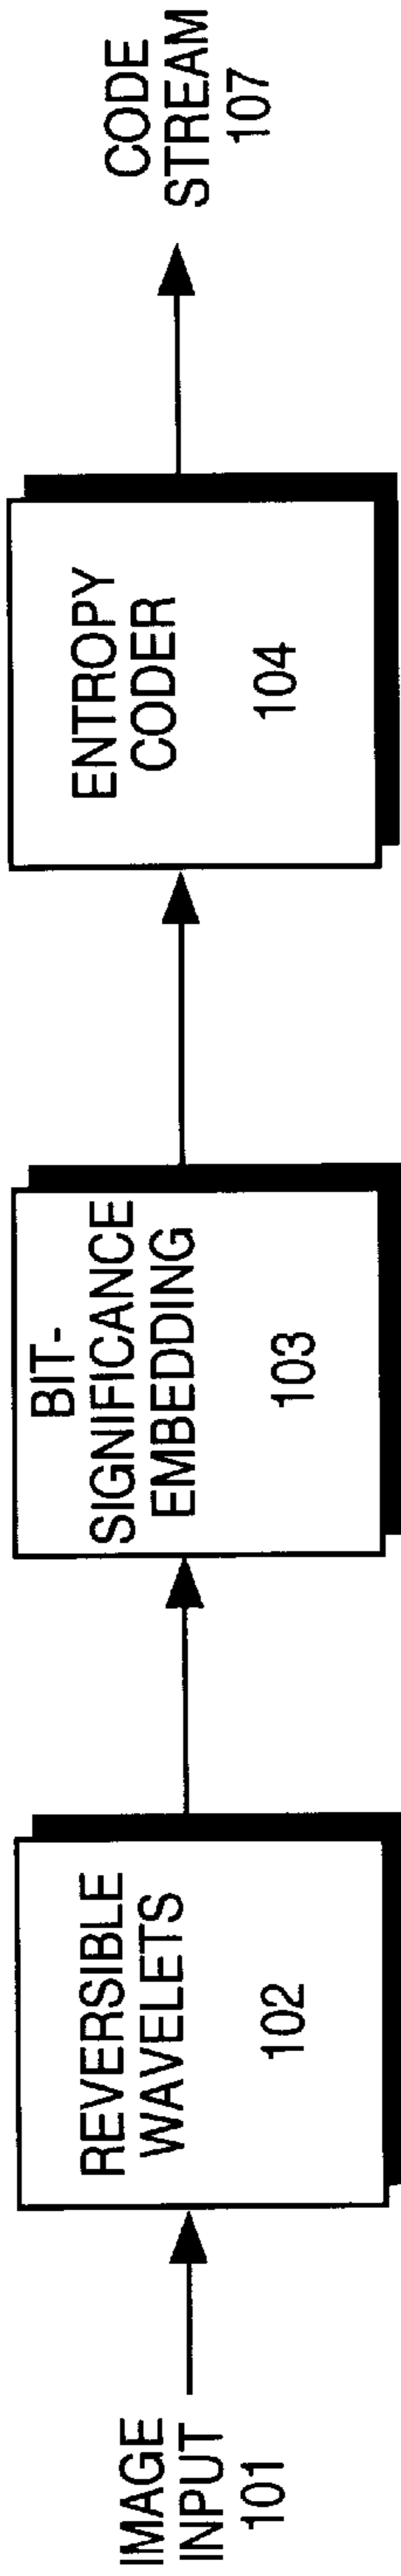 IMAGE
INPUT
101
REVERSIBLE
WAVELETS
102
BIT-
SIGNIFICANCE
EMBEDDING
103
ENTROPY
CODER
104
CODE
STREAM
107